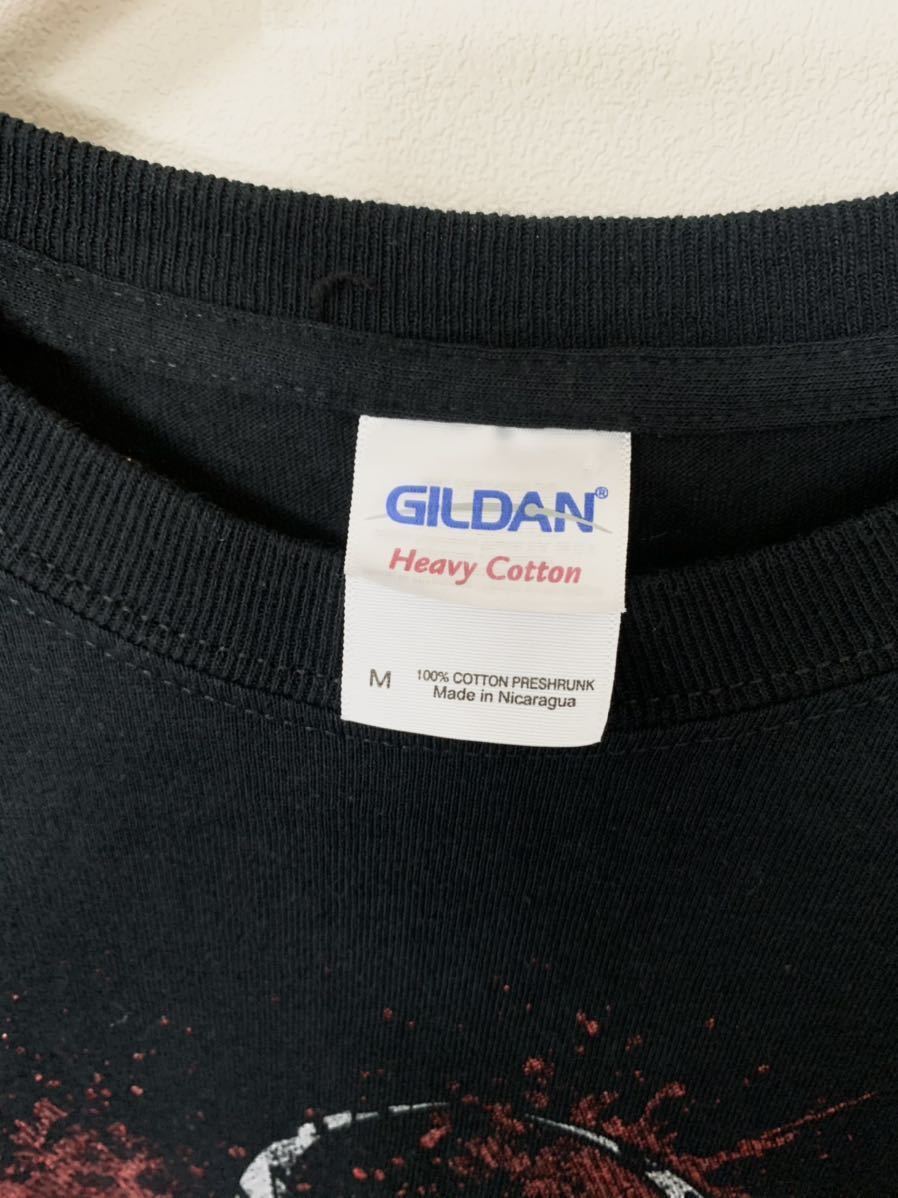 GILDAN®
Heavy Cotton
M 100% COTTON PRESHRUNK
Made in Nicaragua